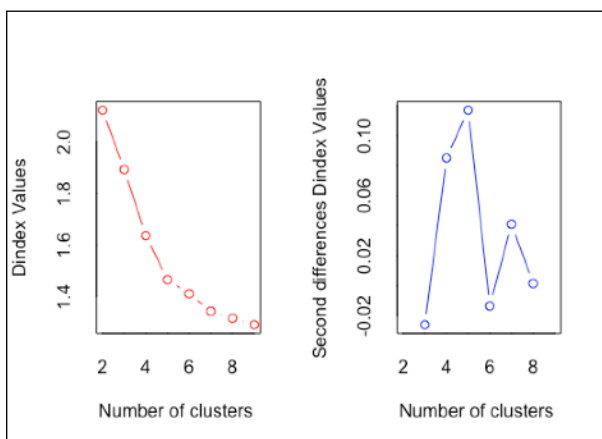 Dindex Values
2.0
1.8
1.6
1.4
2 4 6 8
Number of clusters
Second differences Dindex Values
0.10
0.06
0.02
-0.02
2 4 6 8
Number of clusters